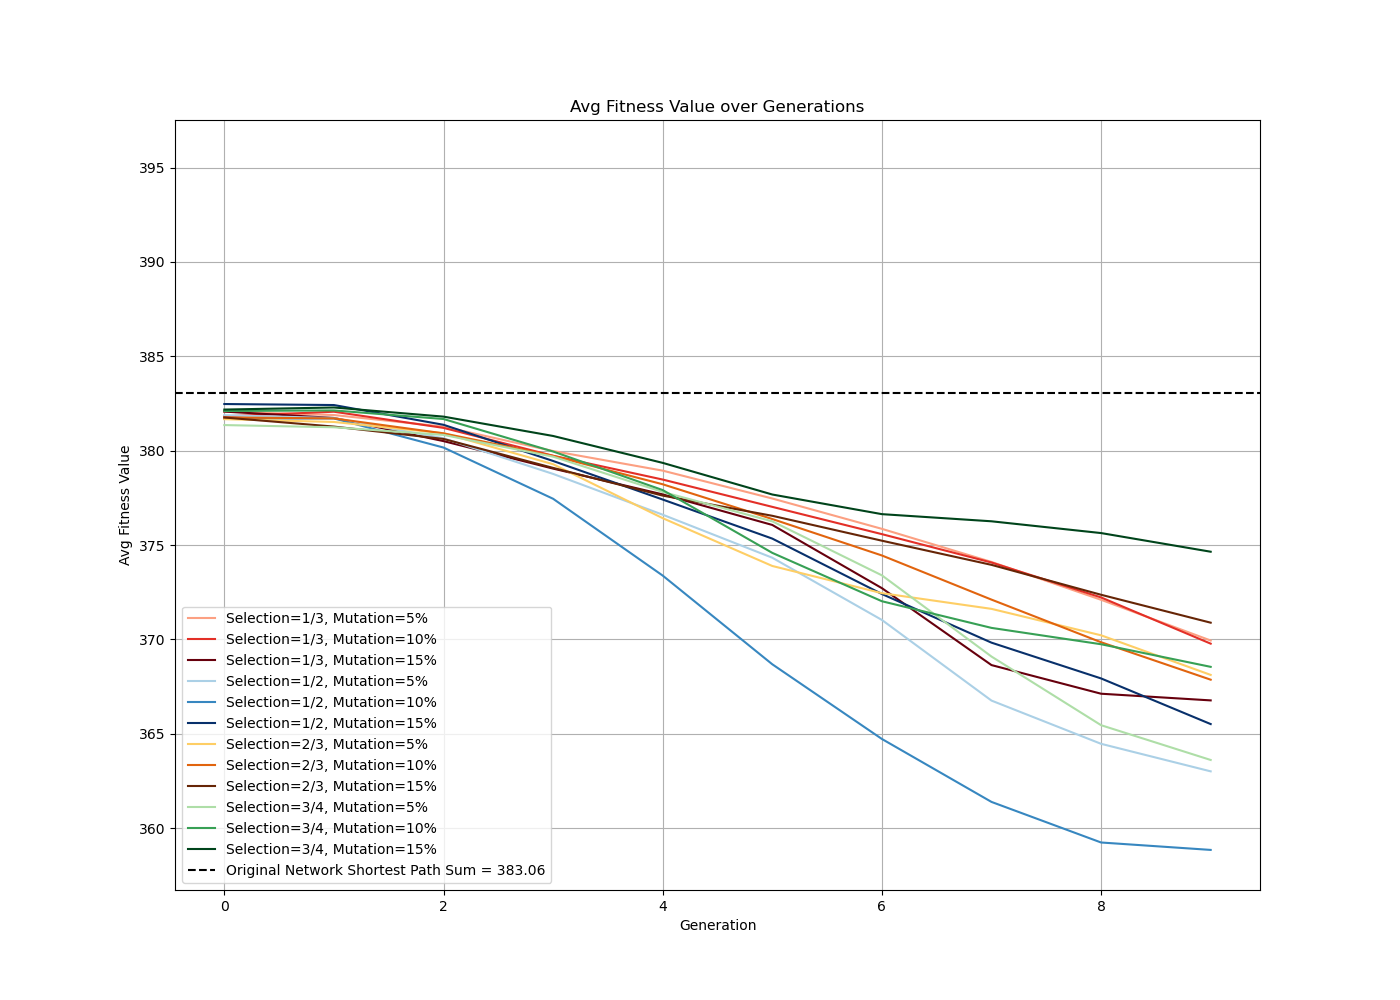 Avg Fitness Value over Generations
395
390
385
380
375
370
365
360
Avg Fitness Value
Selection=1/3, Mutation=5%
Selection=1/3, Mutation=10%
Selection=1/3, Mutation=15%
Selection=1/2, Mutation=5%
Selection=1/2, Mutation=10%
Selection=1/2, Mutation=15%
Selection=2/3, Mutation=5%
Selection=2/3, Mutation=10%
Selection=2/3, Mutation=15%
Selection=3/4, Mutation=5%
Selection=3/4, Mutation=10%
Selection=3/4, Mutation=15%
Original Network Shortest Path Sum = 383.06
0 2 4 6 8
Generation